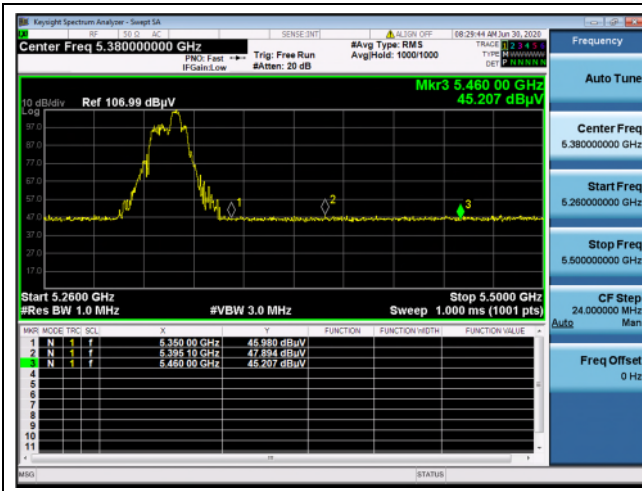 Keysight Spectrum Analyzer - Swept SA
RF 50 Ω AC SENSE:INT ALIGN OFF 08:29:44 AM Jun 30, 2020
Center Freq 5.380000000 GHz
PNO: Fast
IFGain:Low
Trig: Free Run
#Atten: 20 dB
#Avg Type: RMS
Avg|Hold: 1000/1000
TRACE 1 2 3 4 5 6
TYPE M W W W W W
DET P N N N N N
Mkr3 5.460 00 GHz
45.207 dBµV
10 dB/div Ref 106.99 dBµV
Log
97.0
87.0
77.0
67.0
57.0
47.0
37.0
27.0
17.0
1
2
3
Start 5.2600 GHz Stop 5.5000 GHz
#Res BW 1.0 MHz #VBW 3.0 MHz Sweep 1.000 ms (1001 pts)
MKR MODE TRC SCL X Y FUNCTION FUNCTION WIDTH FUNCTION VALUE
1 N 1 f 5.350 00 GHz 45.980 dBµV
2 N 1 f 5.395 10 GHz 47.894 dBµV
3 N 1 f 5.460 00 GHz 45.207 dBµV
4
5
6
7
8
9
10
11
MSG STATUS
Frequency
Auto Tune
Center Freq
5.380000000 GHz
Start Freq
5.260000000 GHz
Stop Freq
5.500000000 GHz
CF Step
24.000000 MHz
Auto Man
Freq Offset
0 Hz